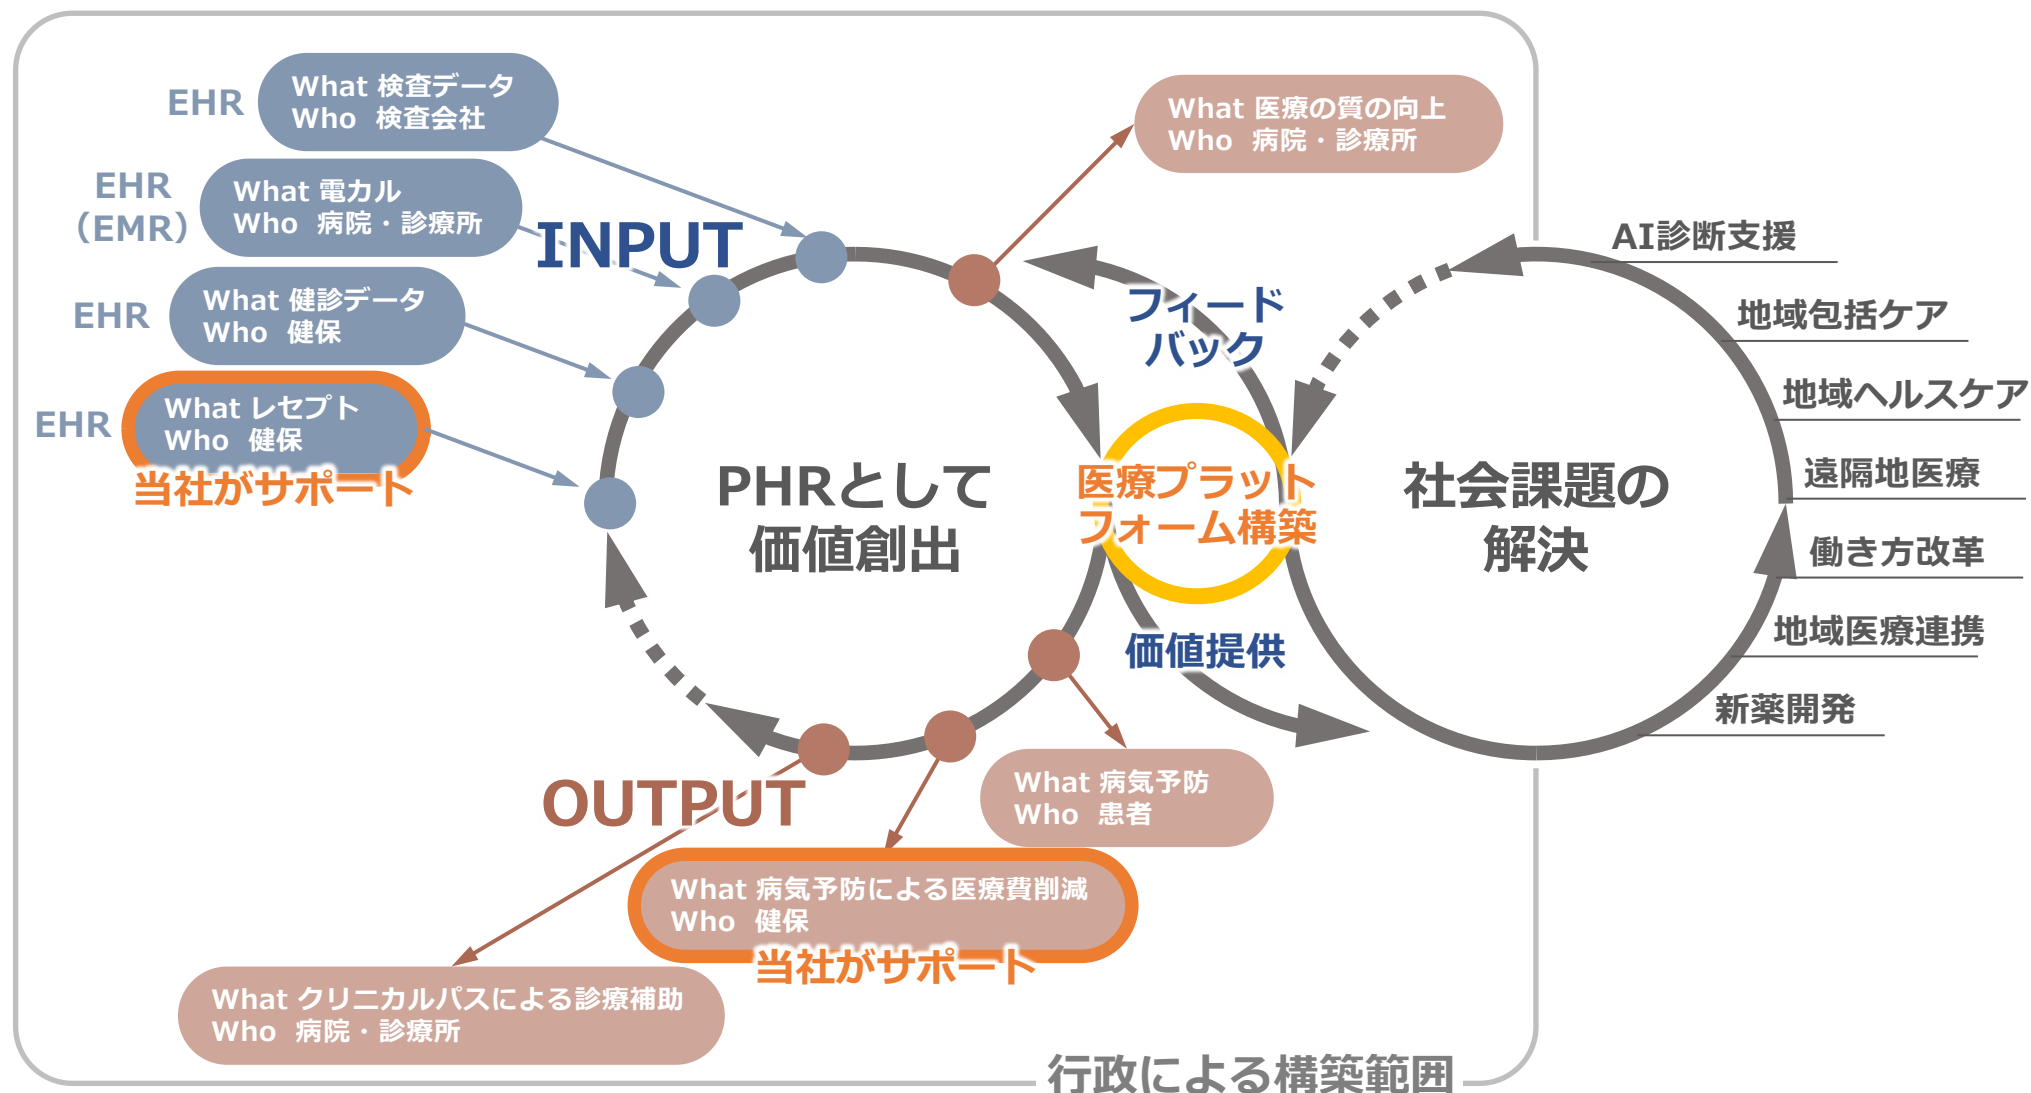 EHR
What 検査データ
Who 検査会社
EHR
（EMR）
What 電カル
Who 病院・診療所
EHR
What 健診データ
Who 健保
EHR
What レセプト
Who 健保
当社がサポート
INPUT
What 医療の質の向上
Who 病院・診療所
フィード
バック
PHRとして
価値創出
医療プラット
フォーム構築
社会課題の
解決
価値提供
AI診断支援
地域包括ケア
地域ヘルスケア
遠隔地医療
働き方改革
地域医療連携
新薬開発
OUTPUT
What 病気予防
Who 患者
What 病気予防による医療費削減
Who 健保
当社がサポート
What クリニカルパスによる診療補助
Who 病院・診療所
行政による構築範囲